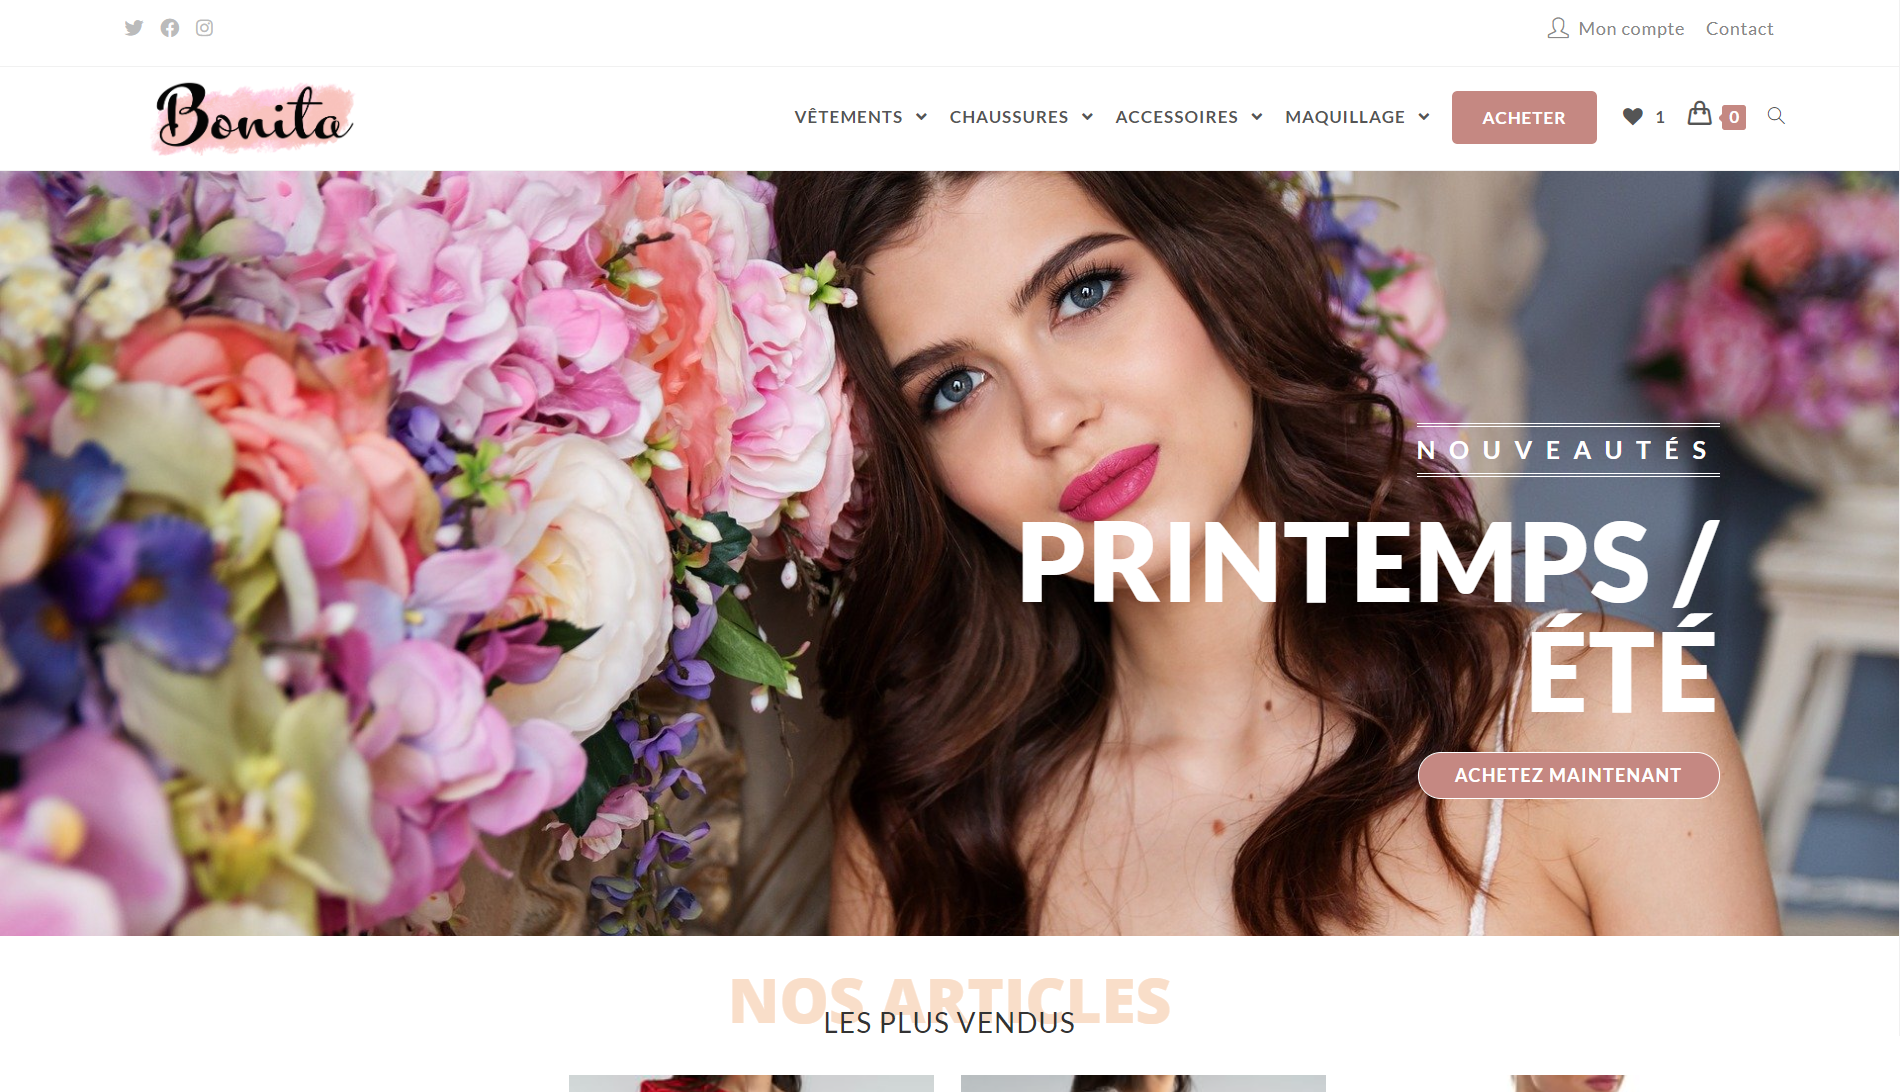 Mon compte
Contact
Bonita
VÊTEMENTS
CHAUSSURES
ACCESSOIRES
MAQUILLAGE
ACHETER
1
0
NOUVEAUTÉS
PRINTEMPS /
ÉTÉ
ACHETEZ MAINTENANT
NOS ARTICLES
LES PLUS VENDUS